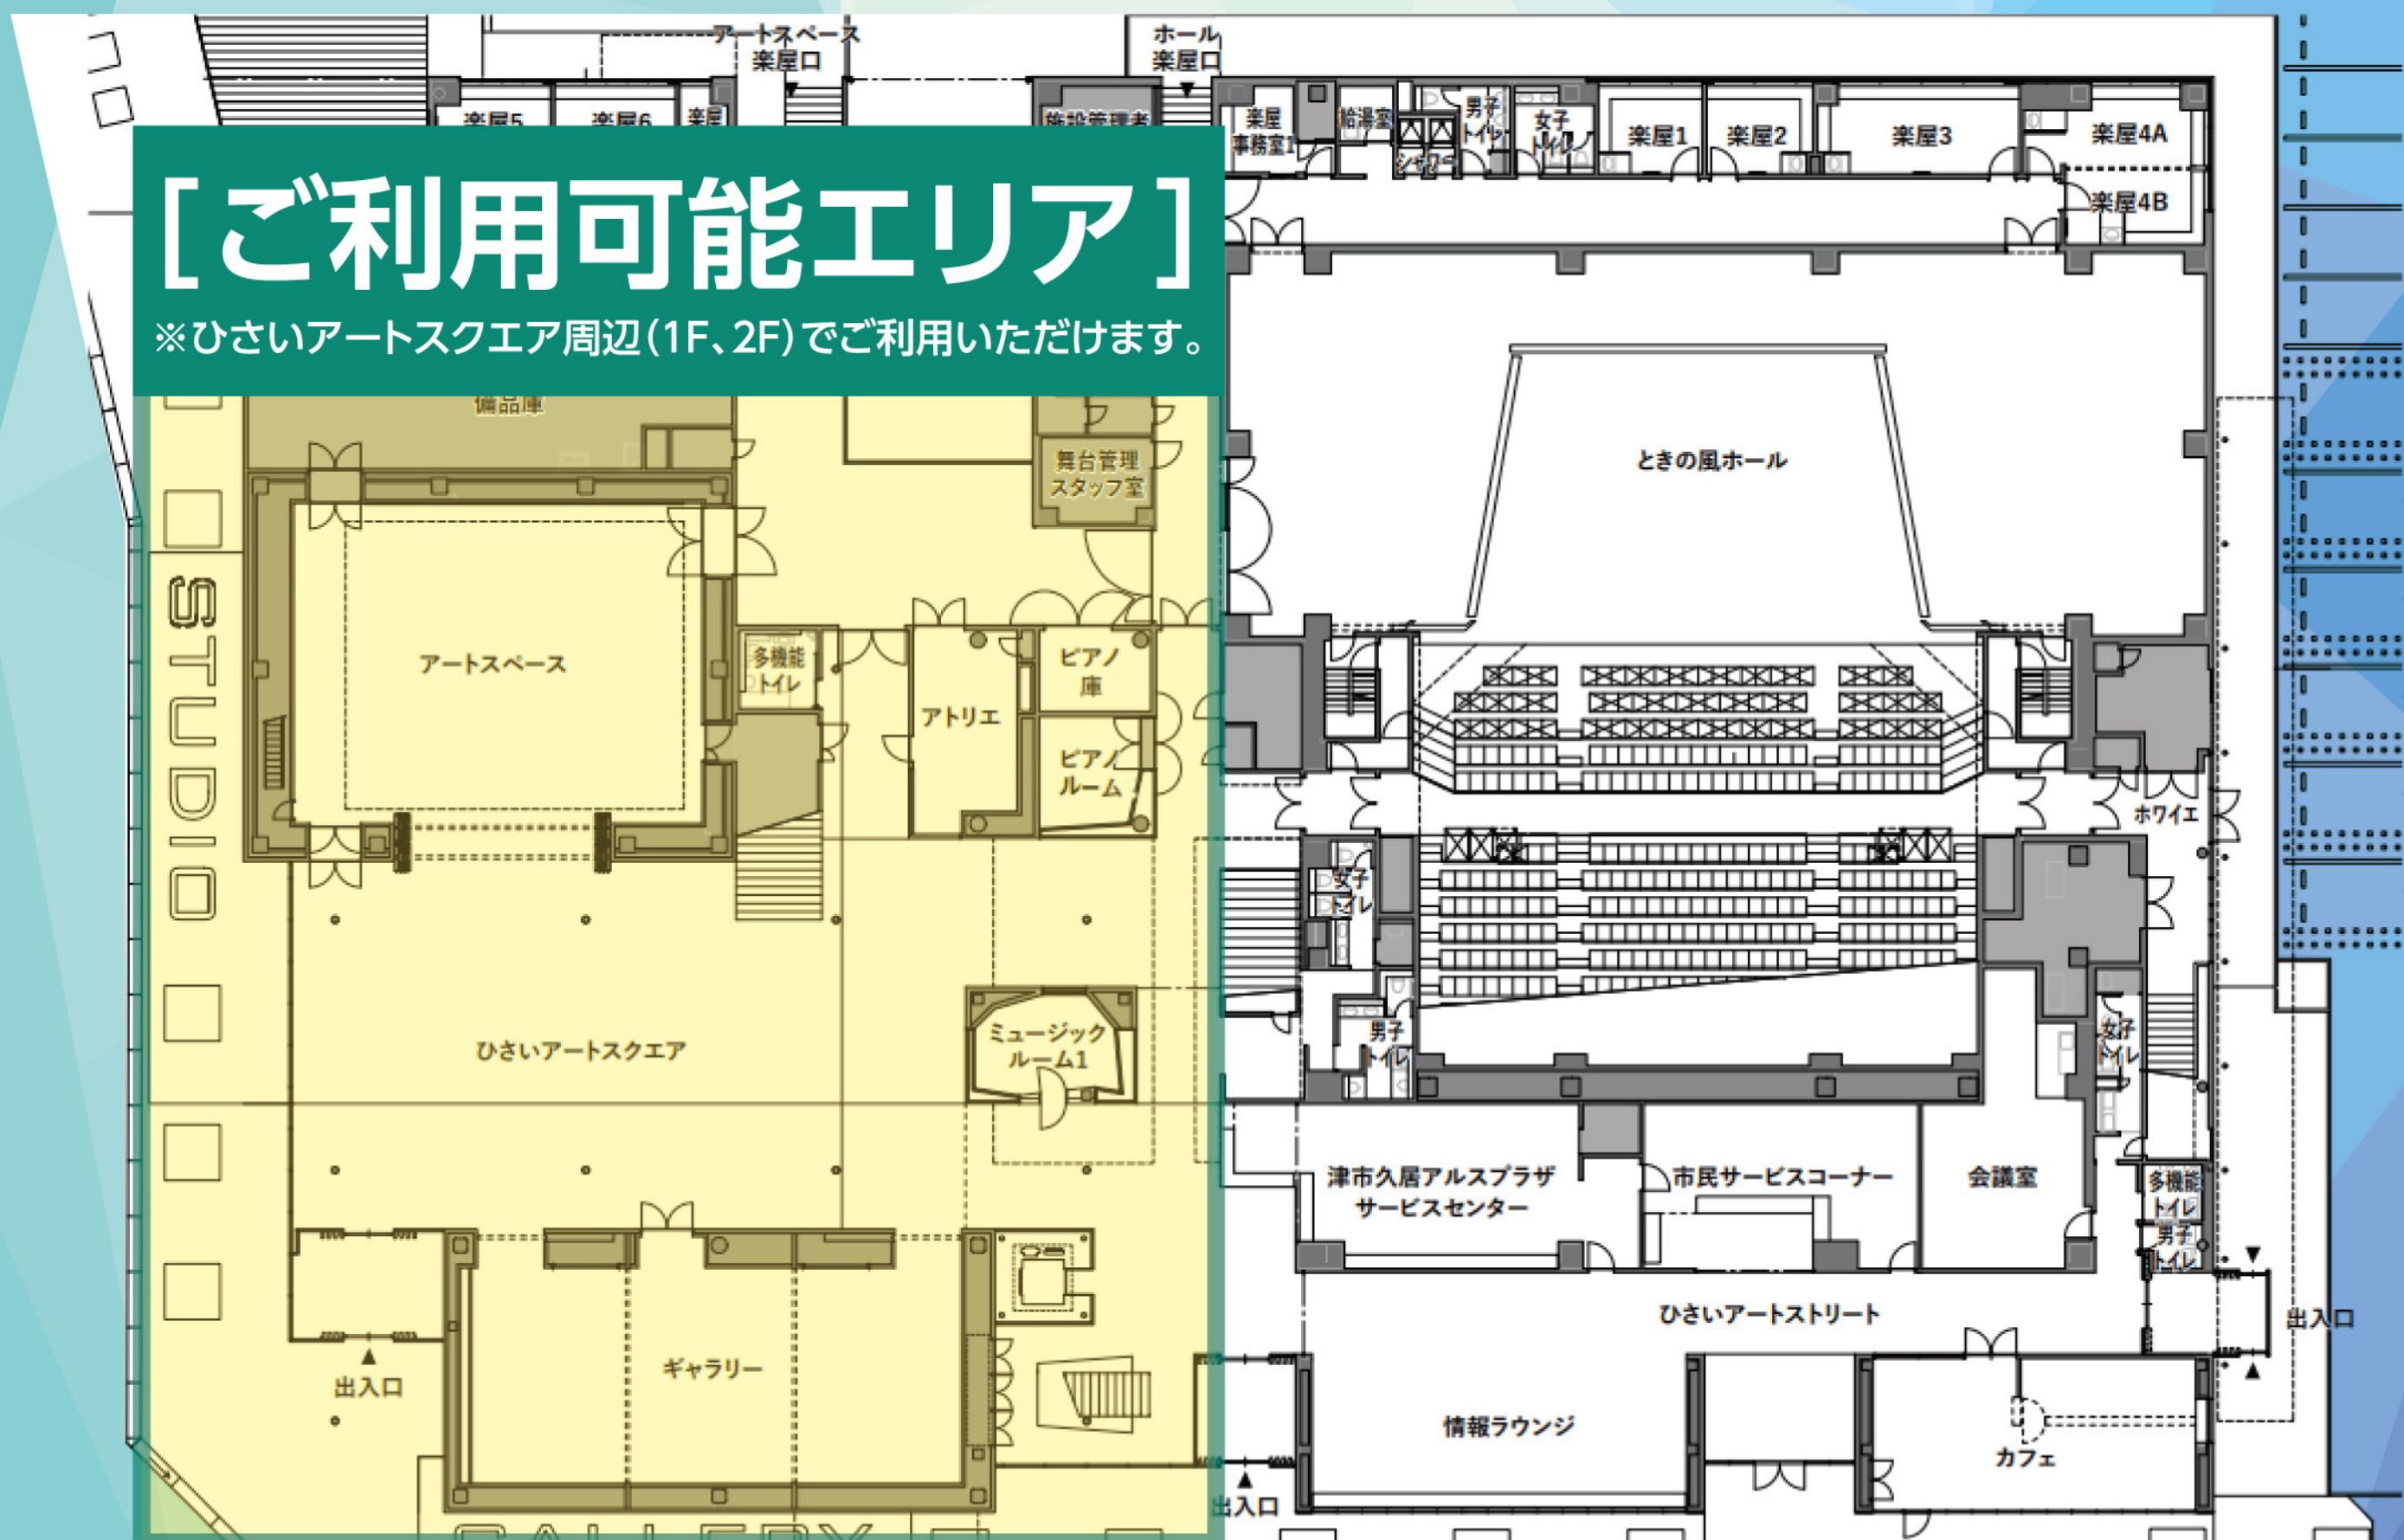 アートスペース
楽屋口
ホール
楽屋口
楽屋5
楽屋6
楽屋
施設管理者
楽屋
事務室1
給湯室
シャワー
男子
トイレ
女子
トイレ
楽屋1
楽屋2
楽屋3
楽屋4A
楽屋4B
[ご利用可能エリア]
※ひさいアートスクエア周辺(1F、2F)でご利用いただけます。
備品庫
舞台管理
スタッフ室
ときの風ホール
STUDIO
アートスペース
多機能
トイレ
アトリエ
ピアノ
庫
ピアノ
ルーム
ホワイエ
女子
トイレ
ひさいアートスクエア
ミュージック
ルーム1
男子
トイレ
女子
トイレ
津市久居アルスプラザ
サービスセンター
市民サービスコーナー
会議室
多機能
トイレ
男子
トイレ
ひさいアートストリート
出入口
出入口
ギャラリー
情報ラウンジ
カフェ
出入口
GALLERY